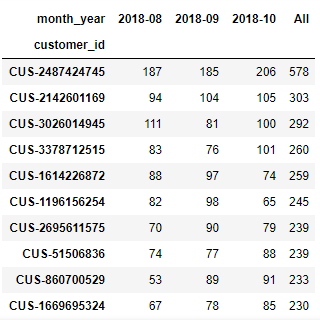 month_year 2018-08 2018-09 2018-10 All
customer_id
CUS-2487424745 187 185 206 578
CUS-2142601169 94 104 105 303
CUS-3026014945 111 81 100 292
CUS-3378712515 83 76 101 260
CUS-1614226872 88 97 74 259
CUS-1196156254 82 98 65 245
CUS-2695611575 70 90 79 239
CUS-51506836 74 77 88 239
CUS-860700529 53 89 91 233
CUS-1669695324 67 78 85 230